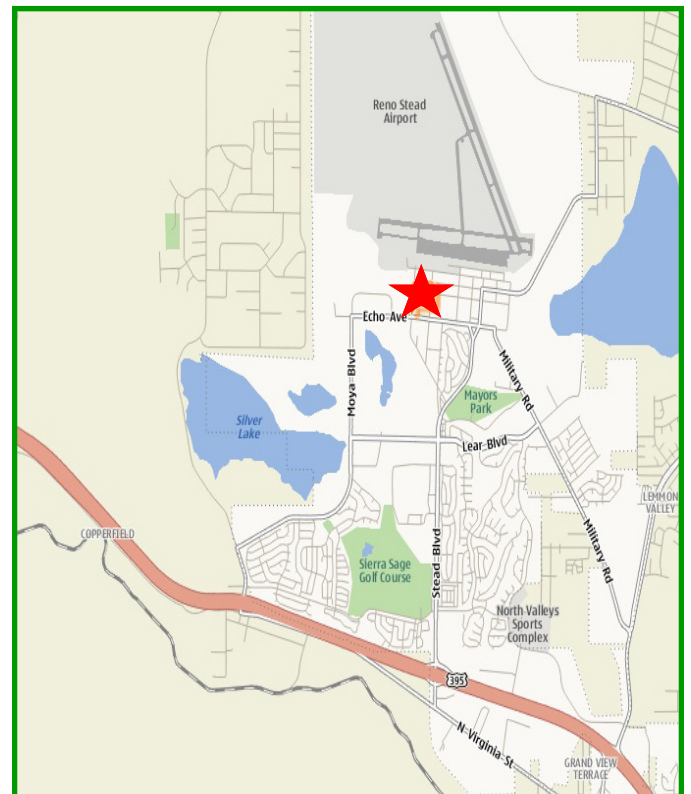 Reno Stead
Airport
Echo Ave
Moya Blvd
Military Rd
Mayors
Park
Silver
Lake
Lear Blvd
LEMMON
VALLEY
COPPERFIELD
Sierra Sage
Golf Course
Stead Blvd
Military Rd
North Valleys
Sports
Complex
395
N Virginia St
GRAND VIEW
TERRACE